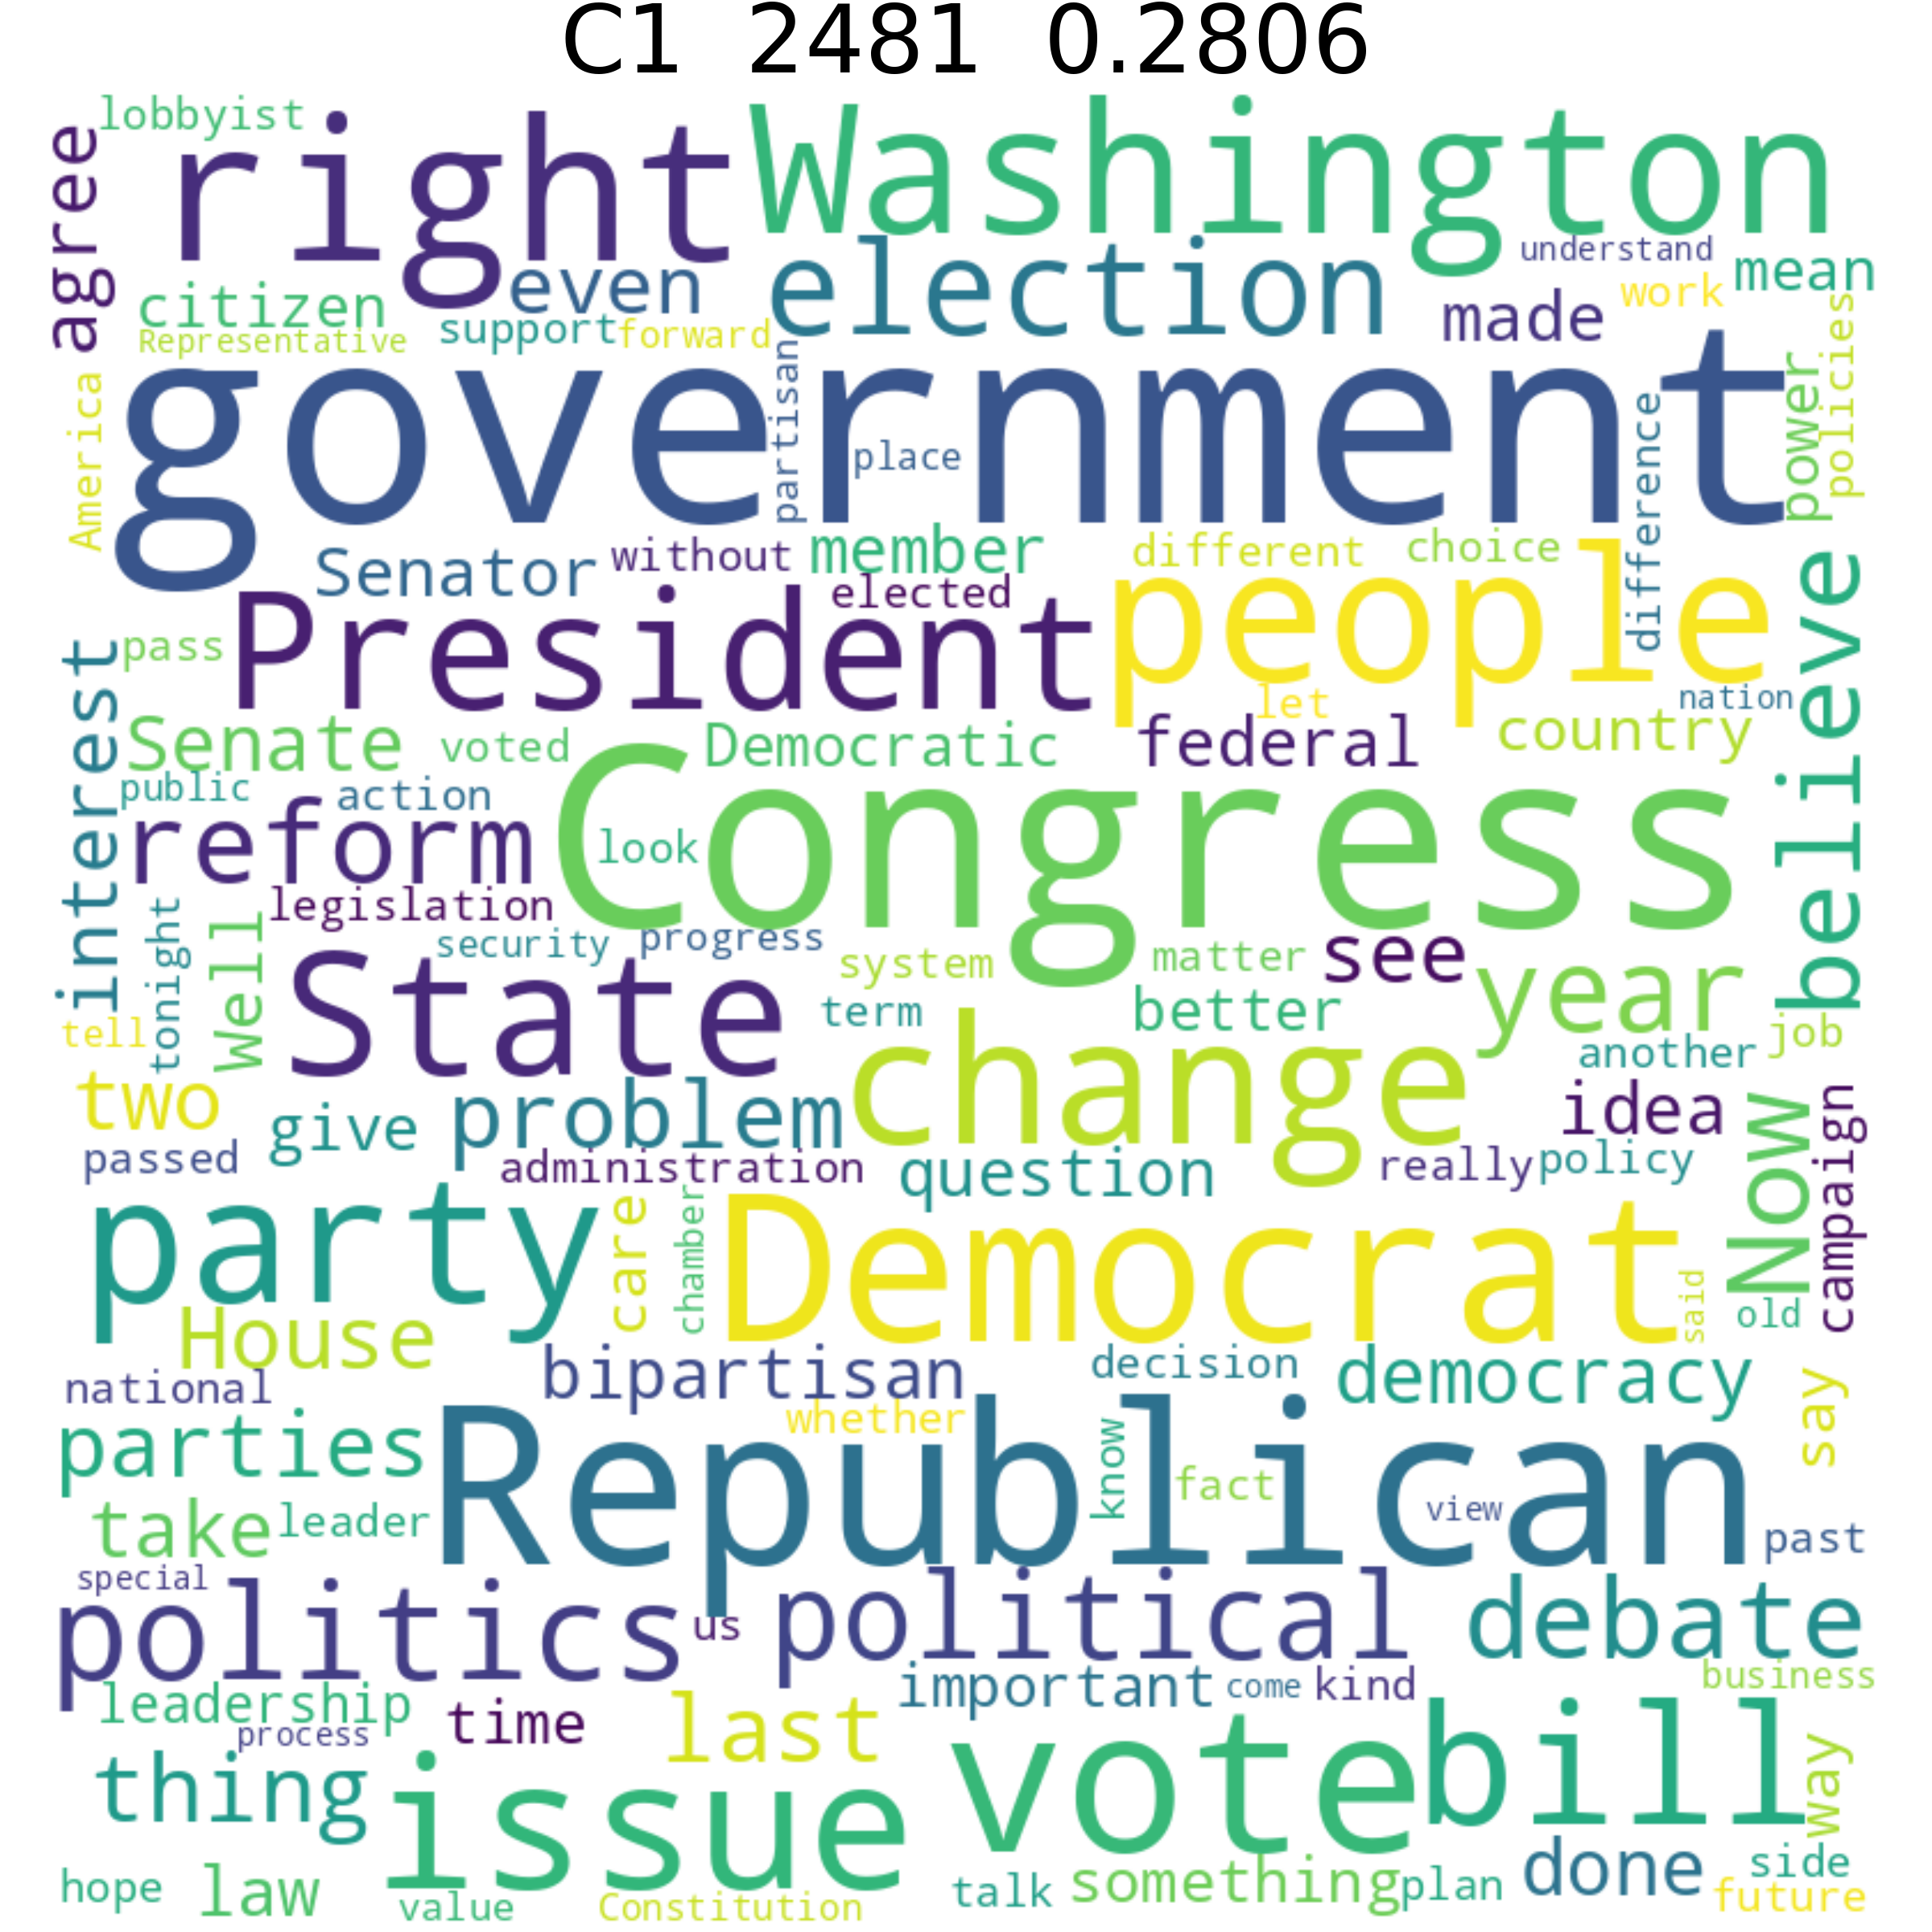 C1 2481 0.2806
lobbyist
agree
right
Washington
understand
mean
citizen
even
election
work
made
Representative
support
forward
policies
America
government
partisan
place
difference
power
Senator
without
member
different
choice
President
elected
people
believe
interest
pass
let
nation
Senate
voted
Democratic
federal
country
public
action
reform
Congress
look
legislation
tonight
Well
security
progress
system
matter
see
year
State
term
better
tell
change
another
job
two
give
problem
idea
Now
campaign
passed
administration
question
really
policy
party
care
chamber
Democrat
said
old
House
national
bipartisan
decision
democracy
say
parties
whether
Republican
know
fact
view
take
leader
past
special
politics
us
political
debate
leadership
important
come
kind
business
process
time
last
vote
bill
way
thing
issue
done
side
hope
law
value
Constitution
talk
something
plan
future